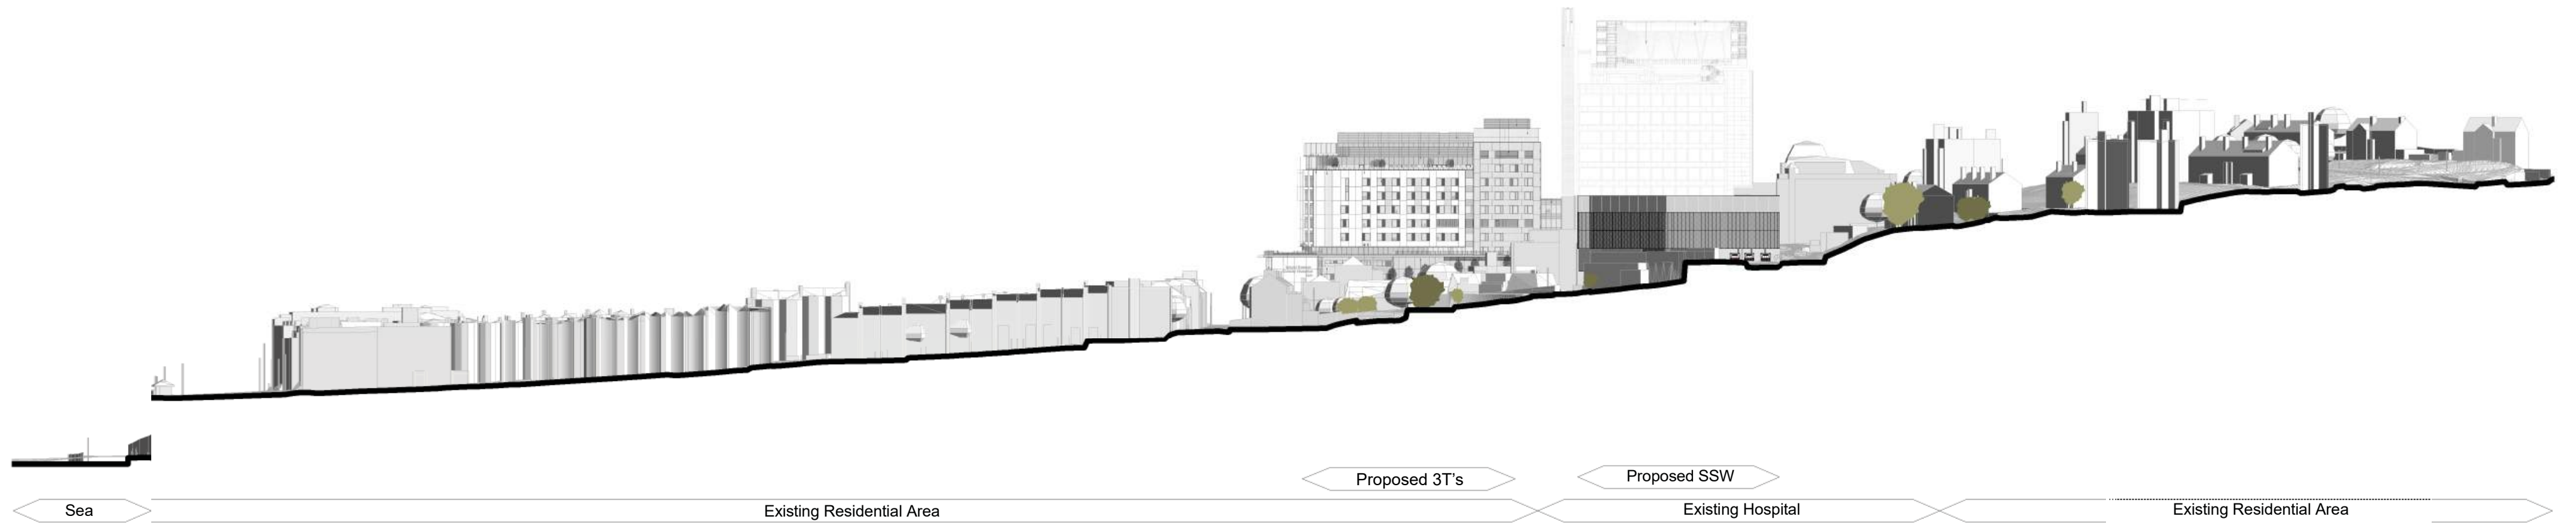 Proposed 3T's
Proposed SSW
Sea
Existing Residential Area
Existing Hospital
Existing Residential Area